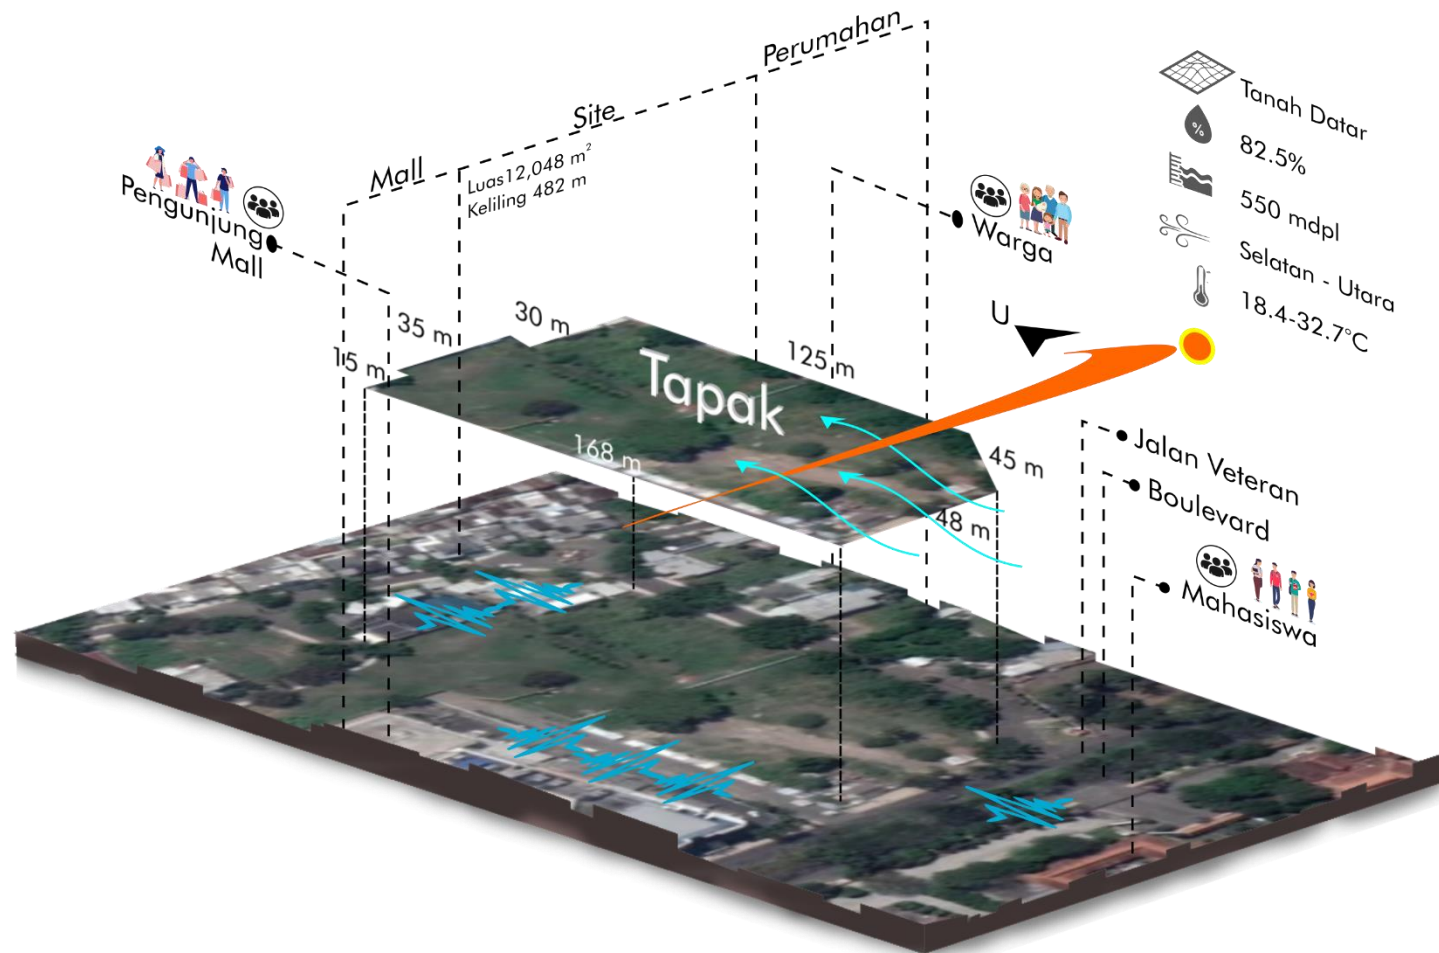 Perumahan
Site
Mall
Luas12,048 m²
Keliling 482 m
Pengunjung
Mall
Warga
%
Tanah Datar
82.5%
550 mdpl
Selatan - Utara
18.4-32.7°C
U
15 m
35 m
30 m
125 m
Tapak
168 m
45 m
48 m
Jalan Veteran
Boulevard
Mahasiswa